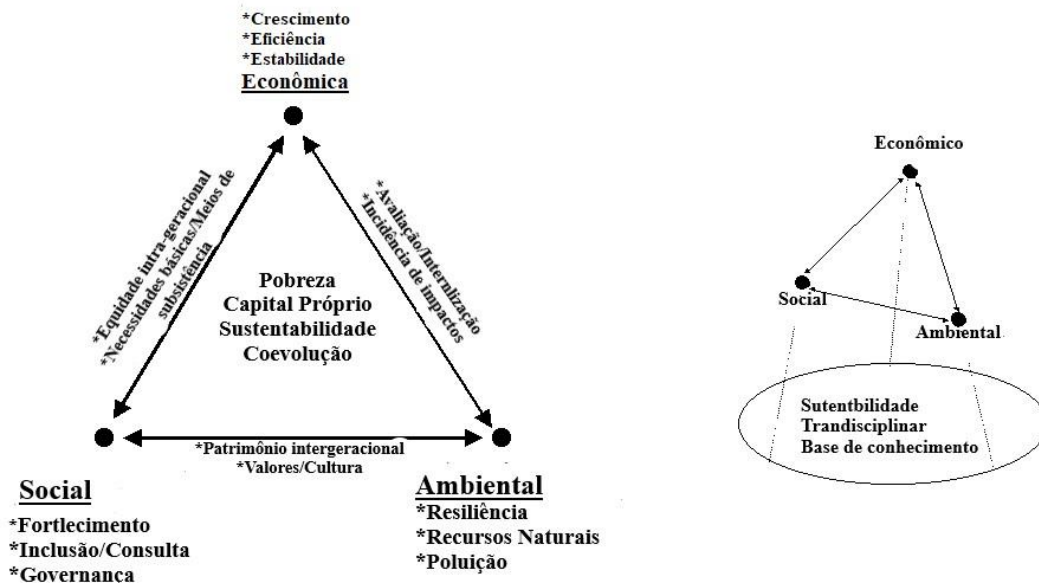 *Crescimento
*Eficiência
*Estabilidade
Econômica
*Equidade intra-geracional
*Necessidades básicas/Meios de
subsistência
*Avaliação/Internlização
*Incidência de impactos
Pobreza
Capital Próprio
Sustentabilidade
Coevolução
*Patrimônio intergeracional
*Valores/Cultura
Social
*Fortlecimento
*Inclusão/Consulta
*Governança
Ambiental
*Resiliência
*Recursos Naturais
*Poluição
Econômico
Social
Ambiental
Sutentbilidade
Trandisciplinar
Base de conhecimento